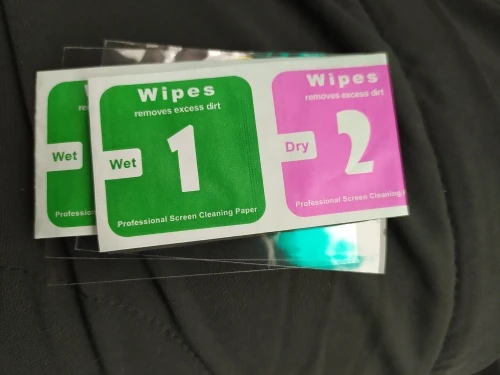 Wipes
removes excess dirt
Wet
1
Professional Screen Cleaning Paper
Wipes
removes excess dirt
Dry
2
Professional Screen Cleaning
Wet
Professional